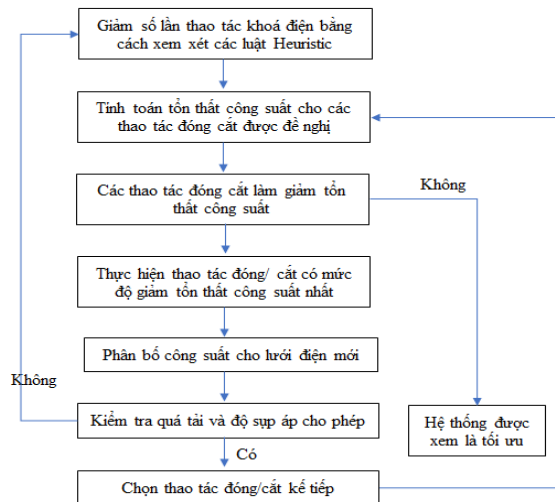 Giảm số lần thao tác khoá điện bằng
cách xem xét các luật Heuristic
Tinh toán tổn thất công suất cho các
thao tác đóng cắt được đề nghị
Các thao tác đóng cắt làm giảm tổn
thất công suất
Không
Thực hiện thao tác đóng/ cắt có mức
độ giảm tổn thất công suất nhất
Phân bố công suất cho lưới điện mới
Không
Kiểm tra quá tải và độ sụp áp cho phép
Hệ thống được
xem là tối ưu
Có
Chọn thao tác đóng/cắt kế tiếp